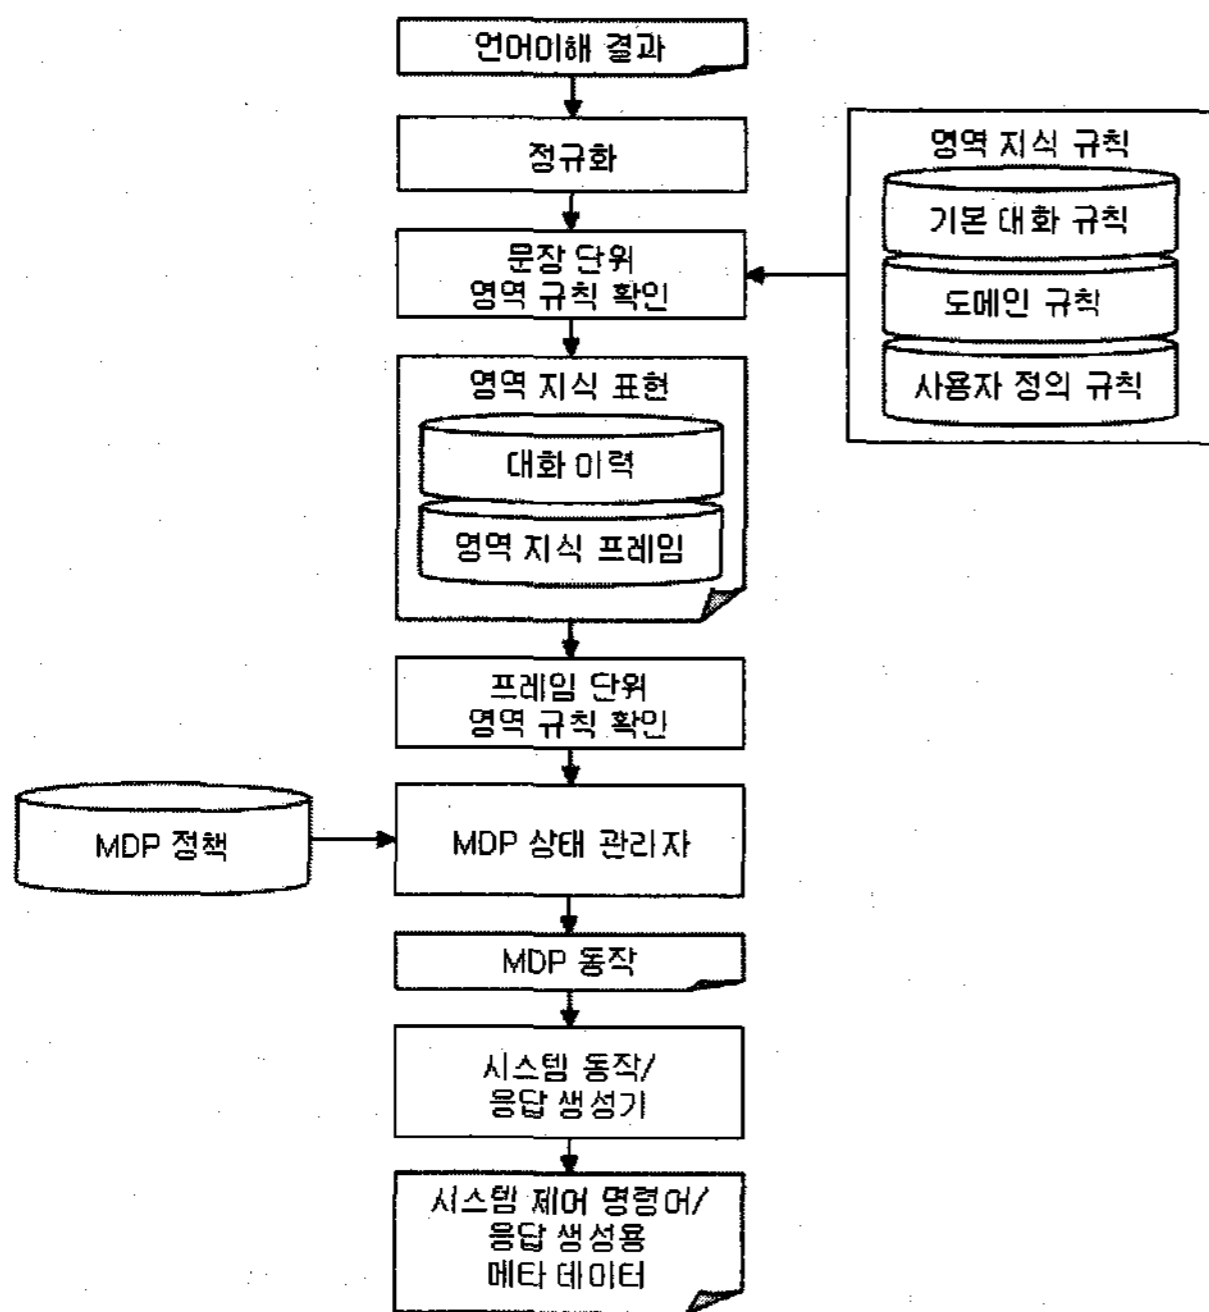 언어이해 결과
정규화
문장 단위
영역 규칙 확인
영역 지식 규칙
기본 대화 규칙
도메인 규칙
사용자 정의 규칙
영역 지식 표현
대화 이력
영역 지식 프레임
프레임 단위
영역 규칙 확인
MDP 정책
MDP 상태 관리자
MDP 동작
시스템 동작/
응답 생성기
시스템 제어 명령어/
응답 생성용
메타 데이터